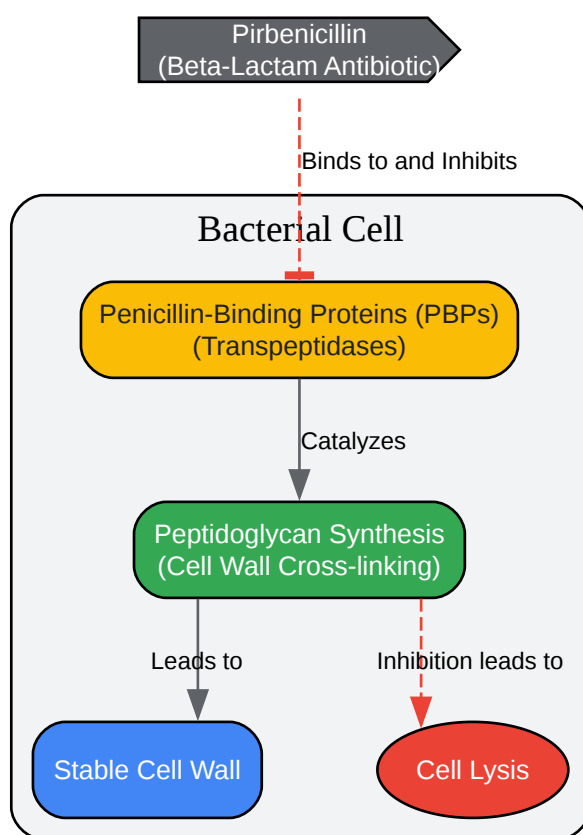 Pirbenicillin
(Beta-Lactam Antibiotic)
Binds to and Inhibits
Bacterial Cell
Penicillin-Binding Proteins (PBPs)
(Transpeptidases)
Catalyzes
Peptidoglycan Synthesis
(Cell Wall Cross-linking)
Leads to
Inhibition leads to
Stable Cell Wall
Cell Lysis